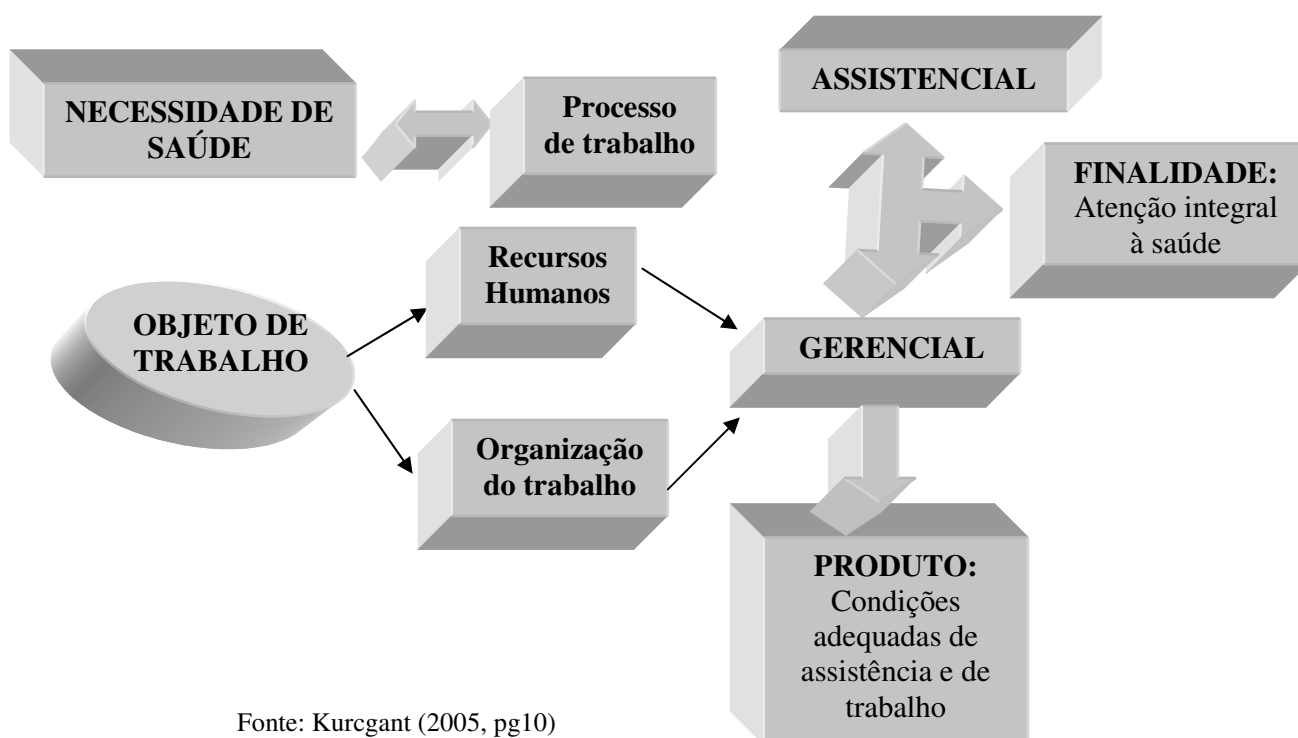 NECESSIDADE DE
SAÚDE
Processo
de trabalho
ASSISTENCIAL
FINALIDADE:
Atenção integral
à saúde
OBJETO DE
TRABALHO
Recursos
Humanos
Organização
do trabalho
GERENCIAL
PRODUTO:
Condições
adequadas de
assistência e de
trabalho
Fonte: Kurcgant (2005, pg10)